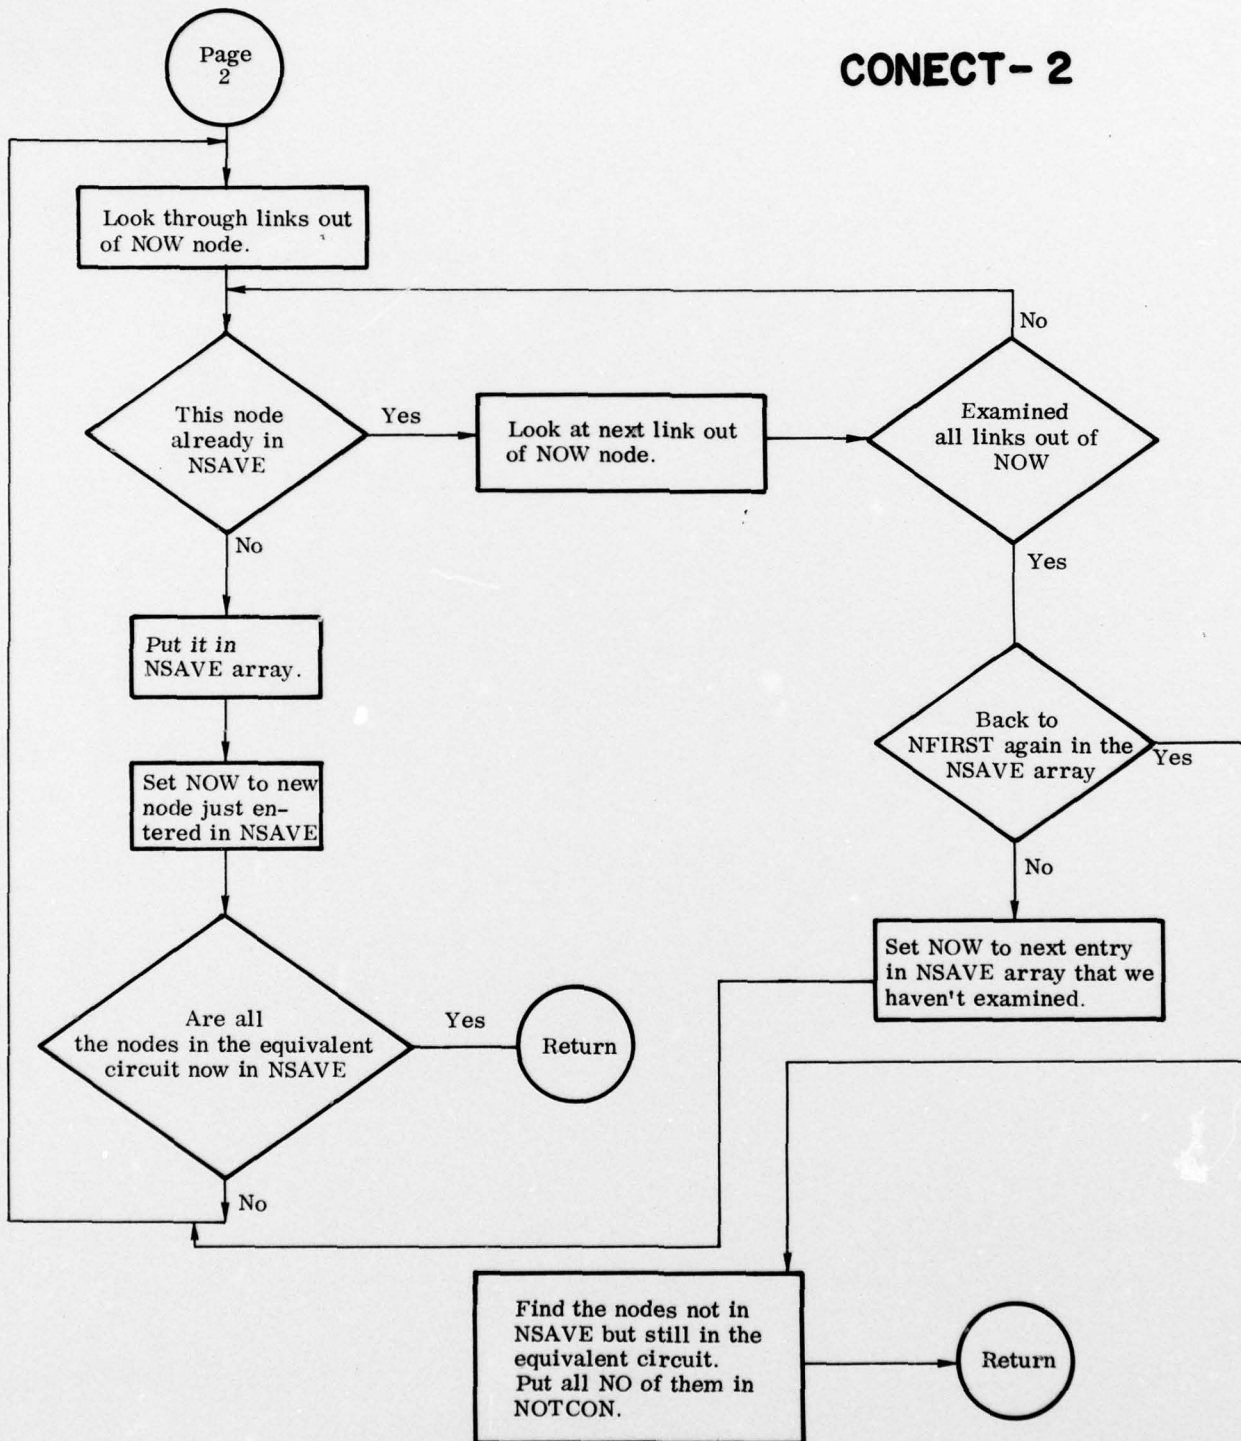 Page
2
CONECT-2
Look through links out
of NOW node.
No
This node
already in
NSAVE
Yes
Look at next link out
of NOW node.
Examined
all links out of
NOW
No
Yes
Put it in
NSAVE array.
Back to
NFIRST again in the
NSAVE array
Yes
Set NOW to new
node just en-
tered in NSAVE
No
Set NOW to next entry
in NSAVE array that we
haven't examined.
Are all
the nodes in the equivalent
circuit now in NSAVE
Yes
Return
No
Find the nodes not in
NSAVE but still in the
equivalent circuit.
Put all NO of them in
NOTCON.
Return